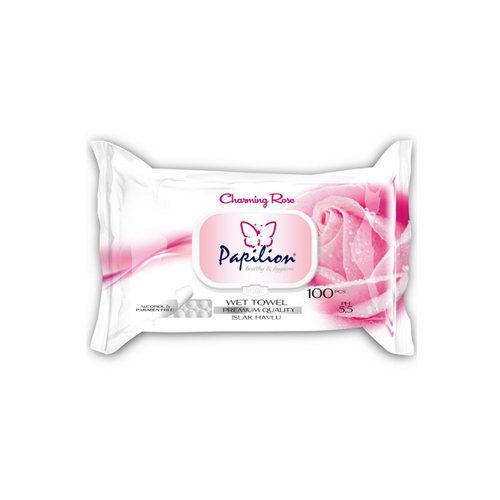 Charming Rose
Papilion
healthy & hygienic
ALCOHOL &
PARABEN FREE
WET TOWEL
PREMIUM QUALITY
ISLAK HAVLU
100 PCS
PH
5.5